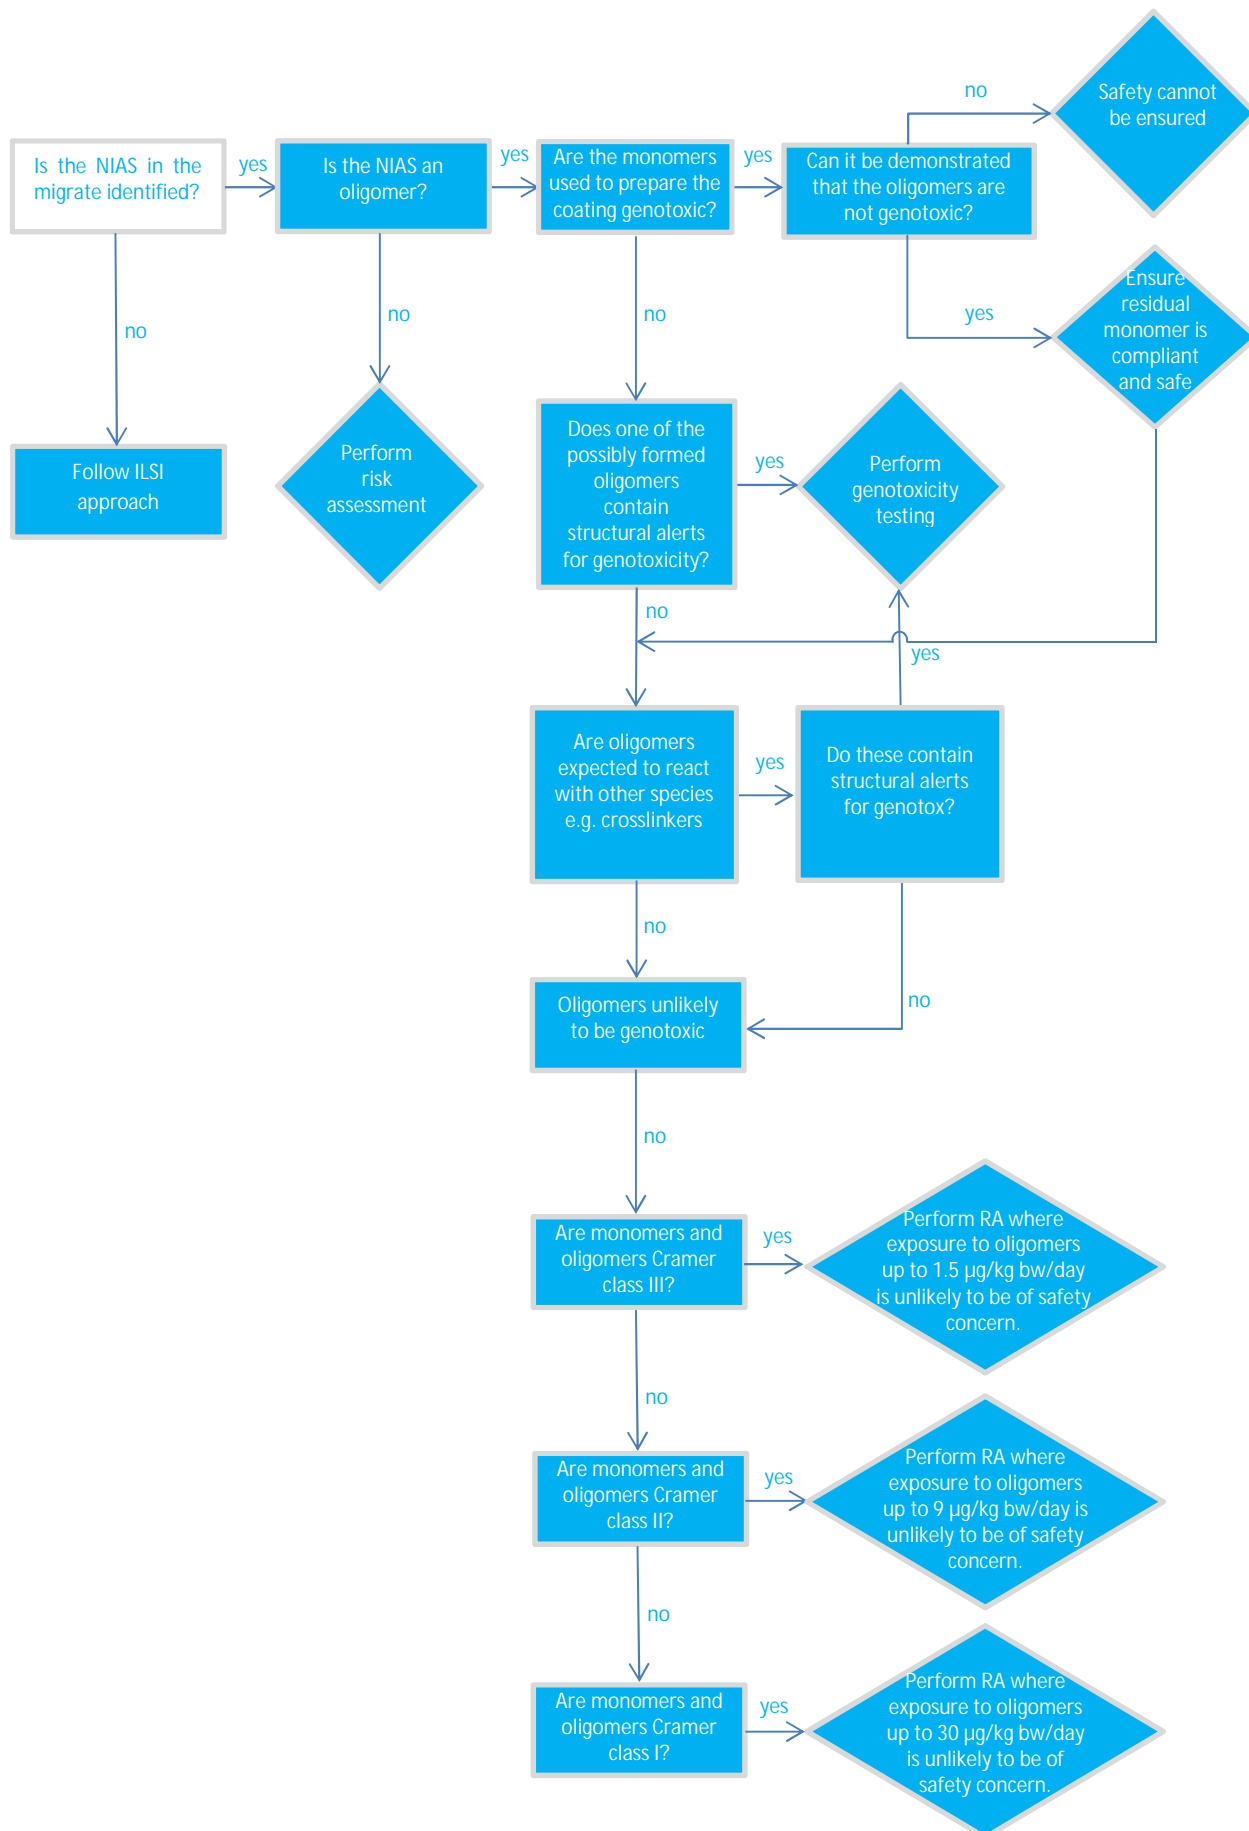 no
Safety cannot
be ensured
Is the NIAS in the
migrate identified?
yes
Is the NIAS an
oligomer?
yes
Are the monomers
used to prepare the
coating genotoxic?
yes
Can it be demonstrated
that the oligomers are
not genotoxic?
no
no
no
yes
Ensure
residual
monomer is
compliant
and safe
Follow ILSI
approach
Perform
risk
assessment
Does one of the
possibly formed
oligomers
contain
structural alerts
for genotoxicity?
yes
Perform
genotoxicity
testing
no
yes
Are oligomers
expected to react
with other species
e.g. crosslinkers
yes
Do these contain
structural alerts
for genotox?
no
no
Oligomers unlikely
to be genotoxic
no
Are monomers and
oligomers Cramer
class III?
yes
Perform RA where
exposure to oligomers
up to 1.5 µg/kg bw/day
is unlikely to be of safety
concern.
no
Are monomers and
oligomers Cramer
class II?
yes
Perform RA where
exposure to oligomers
up to 9 µg/kg bw/day is
unlikely to be of safety
concern.
no
Are monomers and
oligomers Cramer
class I?
yes
Perform RA where
exposure to oligomers
up to 30 µg/kg bw/day
is unlikely to be of
safety concern.